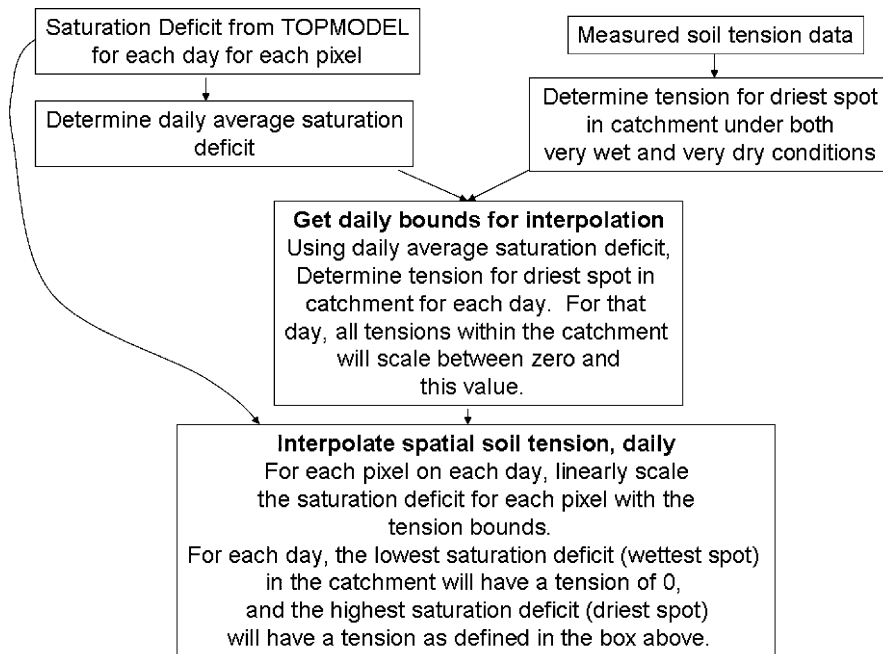 Saturation Deficit from TOPMODEL
for each day for each pixel
Measured soil tension data
Determine daily average saturation
deficit
Determine tension for driest spot
in catchment under both
very wet and very dry conditions
Get daily bounds for interpolation
Using daily average saturation deficit,
Determine tension for driest spot in
catchment for each day. For that
day, all tensions within the catchment
will scale between zero and
this value.
Interpolate spatial soil tension, daily
For each pixel on each day, linearly scale
the saturation deficit for each pixel with the
tension bounds.
For each day, the lowest saturation deficit (wettest spot)
in the catchment will have a tension of 0,
and the highest saturation deficit (driest spot)
will have a tension as defined in the box above.